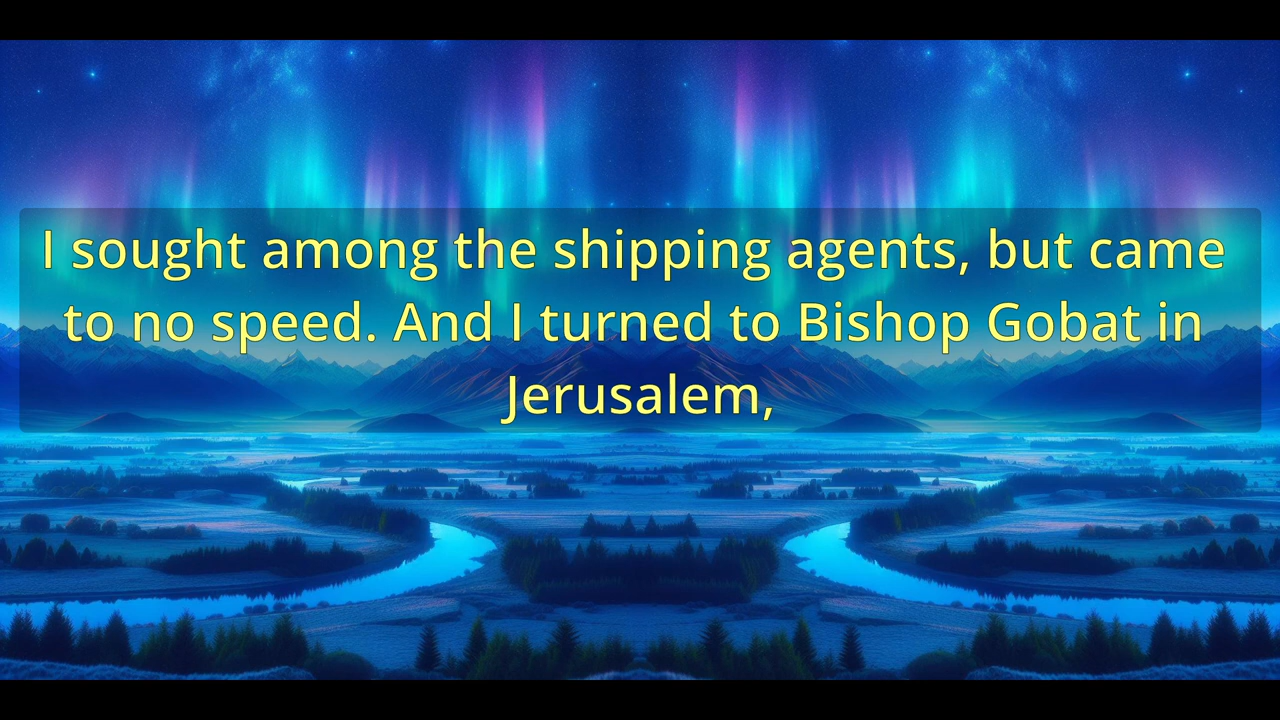 I sought among the shipping agents, but came
to no speed. And I turned to Bishop Gobat in
Jerusalem,